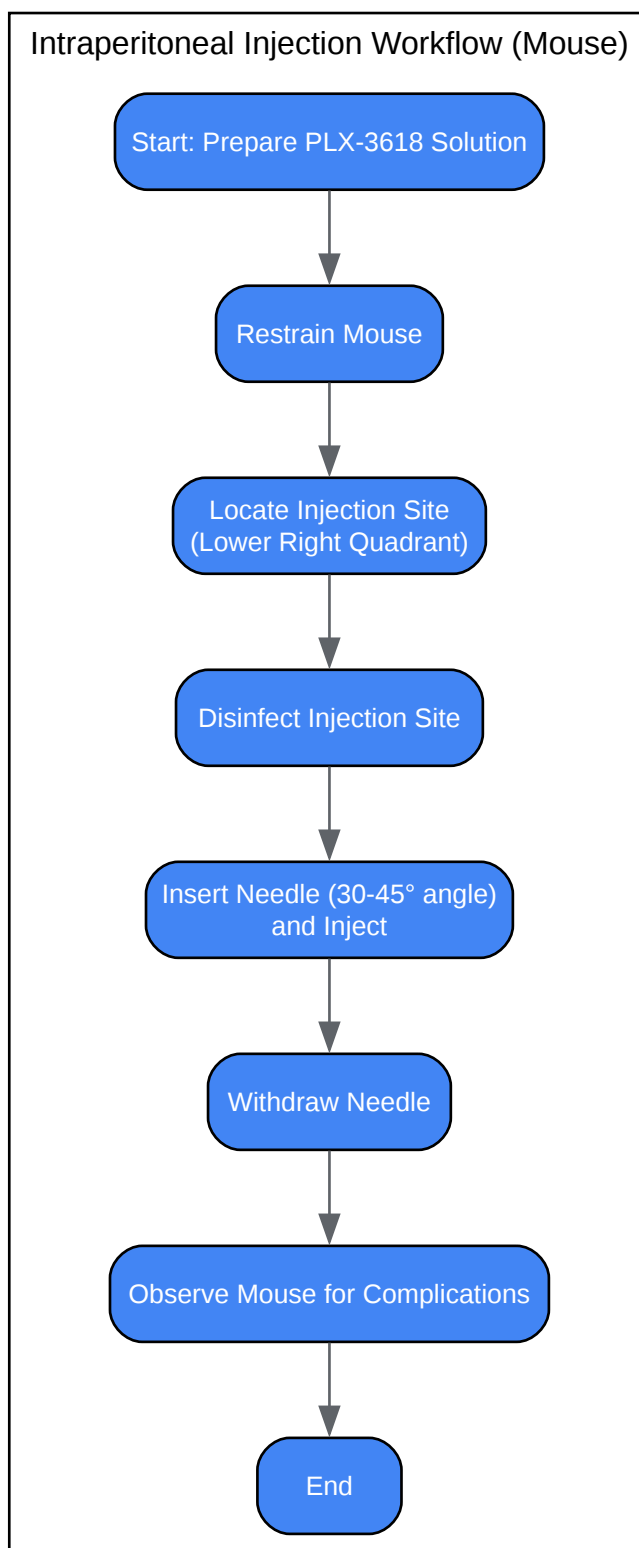 Intraperitoneal Injection Workflow (Mouse)
Start: Prepare PLX-3618 Solution
Restrain Mouse
Locate Injection Site
(Lower Right Quadrant)
Disinfect Injection Site
Insert Needle (30-45° angle)
and Inject
Withdraw Needle
Observe Mouse for Complications
End